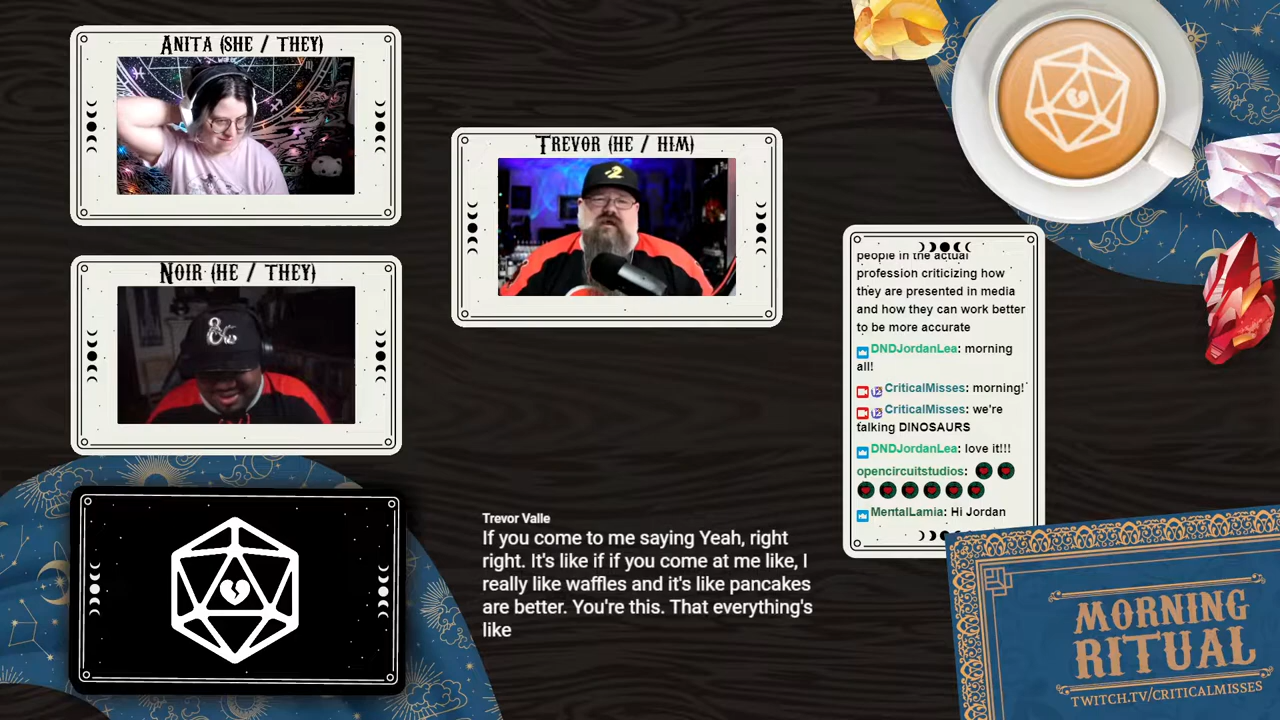 ANITA (SHE / THEY)
TREVOR (HE / HIM)
NOIR (HE / THEY)
people in the actual
profession criticizing how
they are presented in media
and how they can work better
to be more accurate
DNDJordanLea: morning
all!
CriticalMisses: morning!
CriticalMisses: we're
talking DINOSAURS
DNDJordanLea: love it!!!
opencircuitstudios:
MentalLamia: Hi Jordan
Trevor Valle
If you come to me saying Yeah, right
right. It's like if if you come at me like, I
really like waffles and it's like pancakes
are better. You're this. That everything's
like
MORNING
RITUAL
TWITCH.TV/CRITICALMISSES